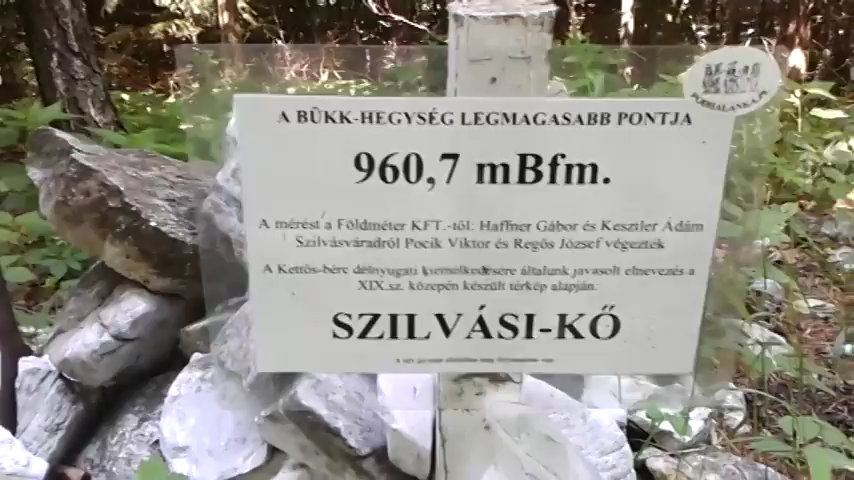 A BÜKK-HEGYSÉG LEGMAGASABB PONTJA
960,7 mBfm.
A mérést a Földméter KFT.-től: Haffner Gábor és Kesztler Ádám
Szilvásváradról Pocik Viktor és Regős József végezték
A Kettős-bérc délnyugati kiemelkedésére általunk javasolt elnevezés a
XIX.sz. közepén készült térkép alapján.
SZILVÁSI-KŐ